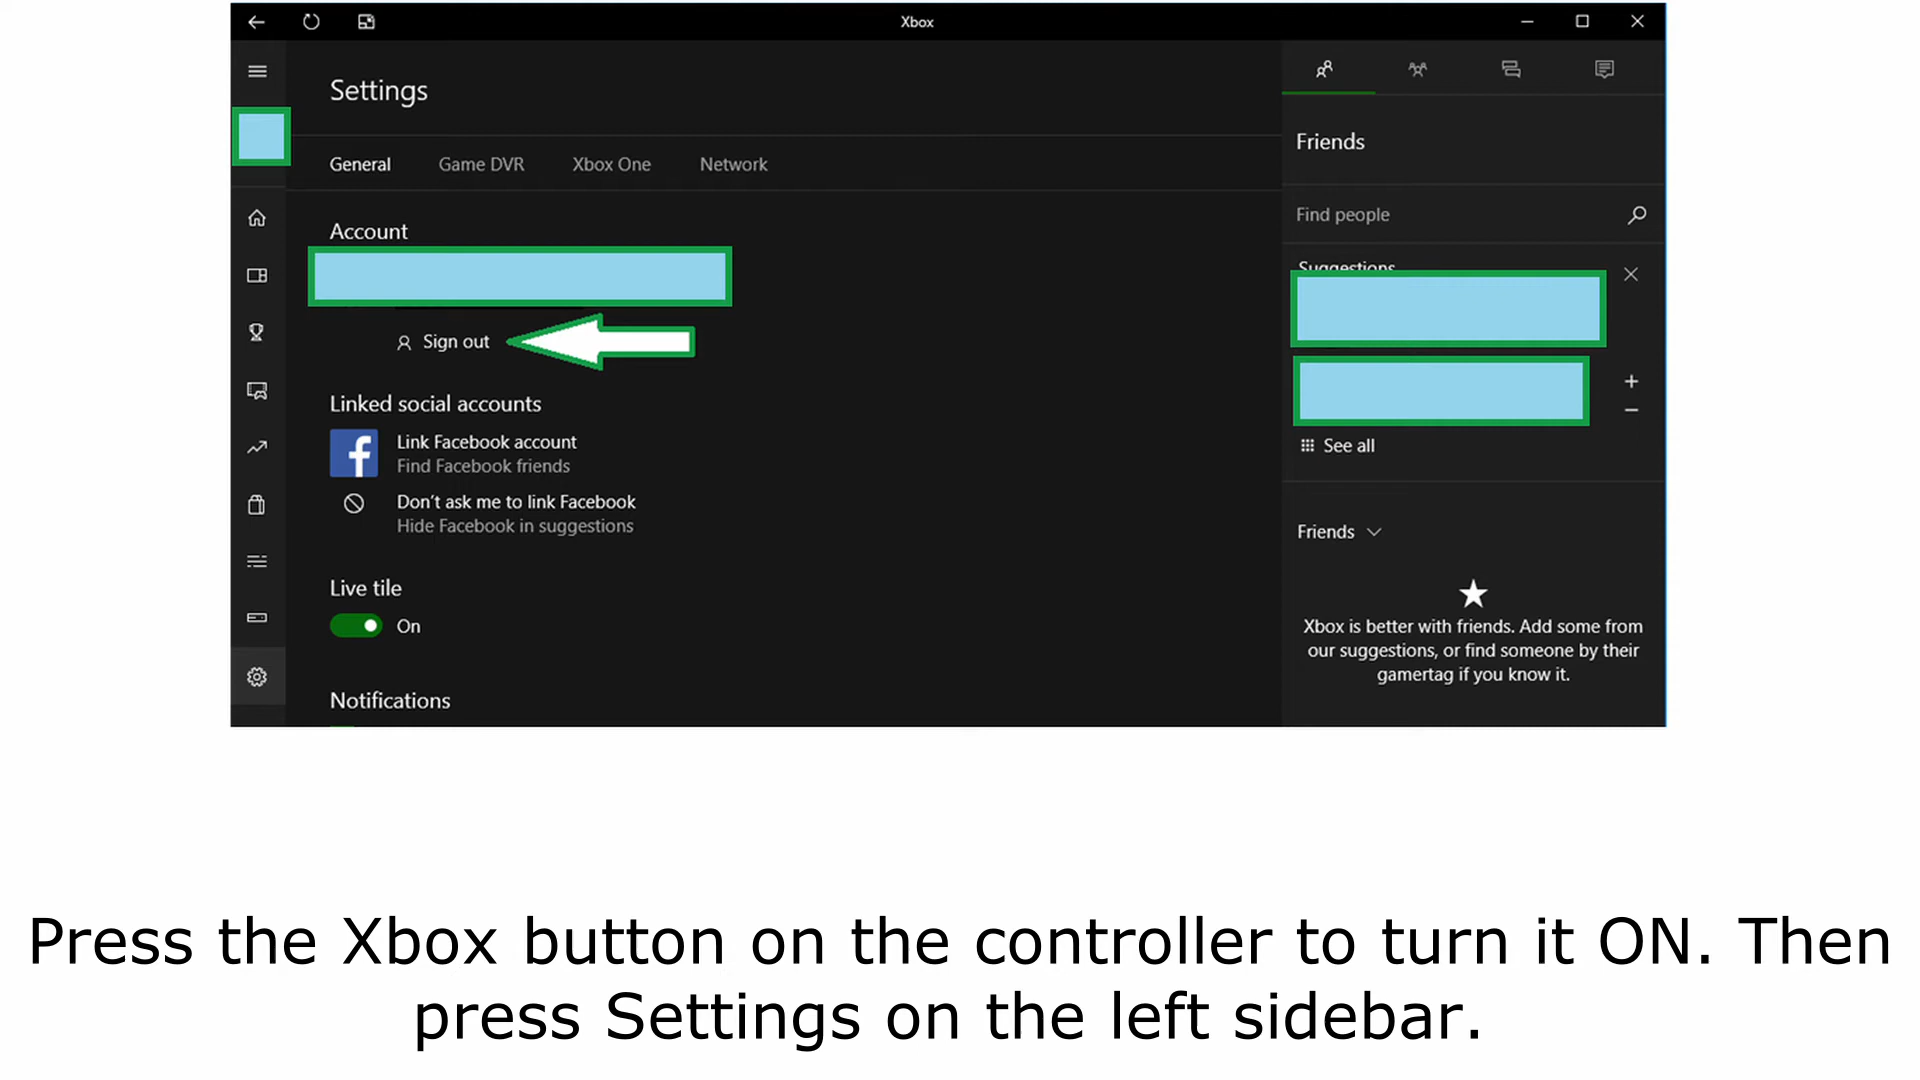 Xbox
Settings
General Game DVR Xbox One Network
Account
Sign out
Linked social accounts
Link Facebook account
Find Facebook friends
Don't ask me to link Facebook
Hide Facebook in suggestions
Live tile
On
Notifications
Friends
Find people
Suggestions
See all
Friends
Xbox is better with friends. Add some from
our suggestions, or find someone by their
gamertag if you know it.
Press the Xbox button on the controller to turn it ON. Then
press Settings on the left sidebar.